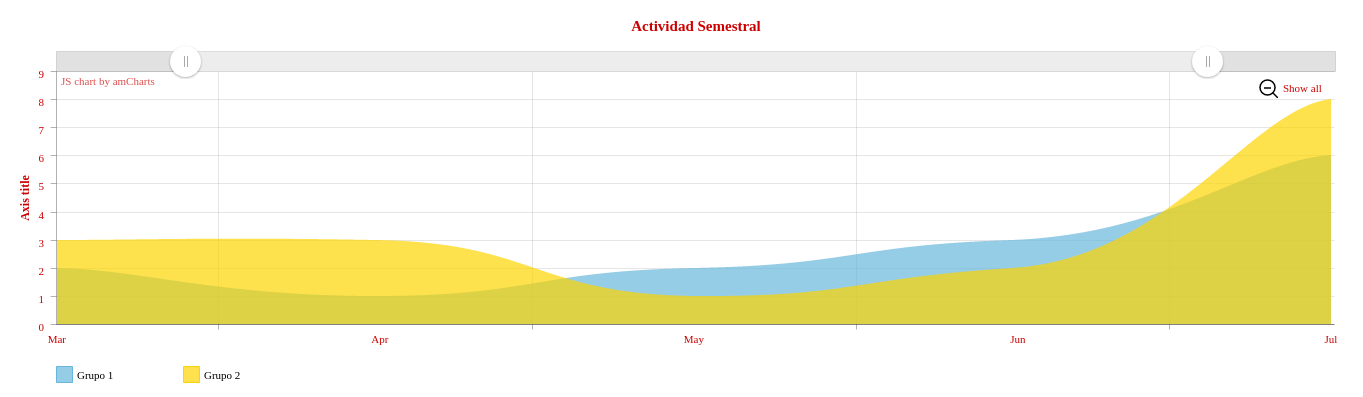 Actividad Semestral
JS chart by amCharts
Show all
9
8
7
6
5
4
3
2
1
0
Axis title
Mar Apr May Jun Jul
Grupo 1 Grupo 2